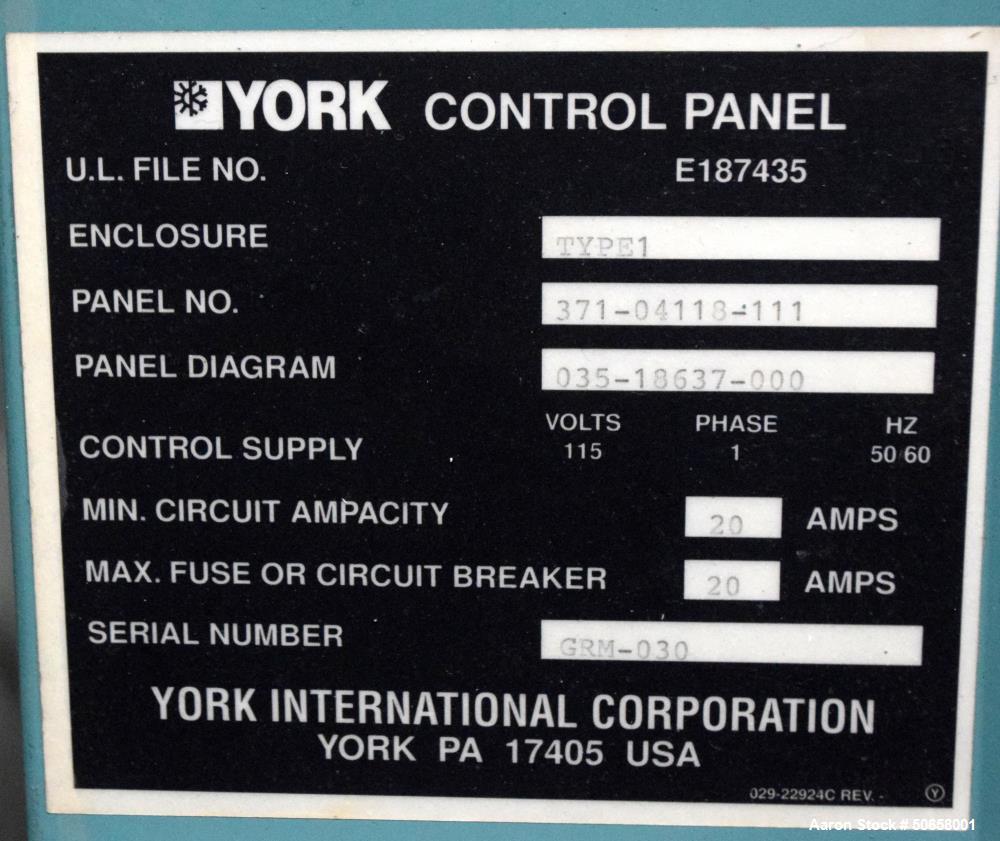 YORK CONTROL PANEL
U.L. FILE NO. E187435
ENCLOSURE TYPE1
PANEL NO. 371-04118-111
PANEL DIAGRAM 035-18637-000
VOLTS PHASE HZ
CONTROL SUPPLY 115 1 50/60
MIN. CIRCUIT AMPACITY 20 AMPS
MAX. FUSE OR CIRCUIT BREAKER 20 AMPS
SERIAL NUMBER GRM-030
YORK INTERNATIONAL CORPORATION
YORK PA 17405 USA
029-22924C REV. - Y
Aaron Stock # 50658001